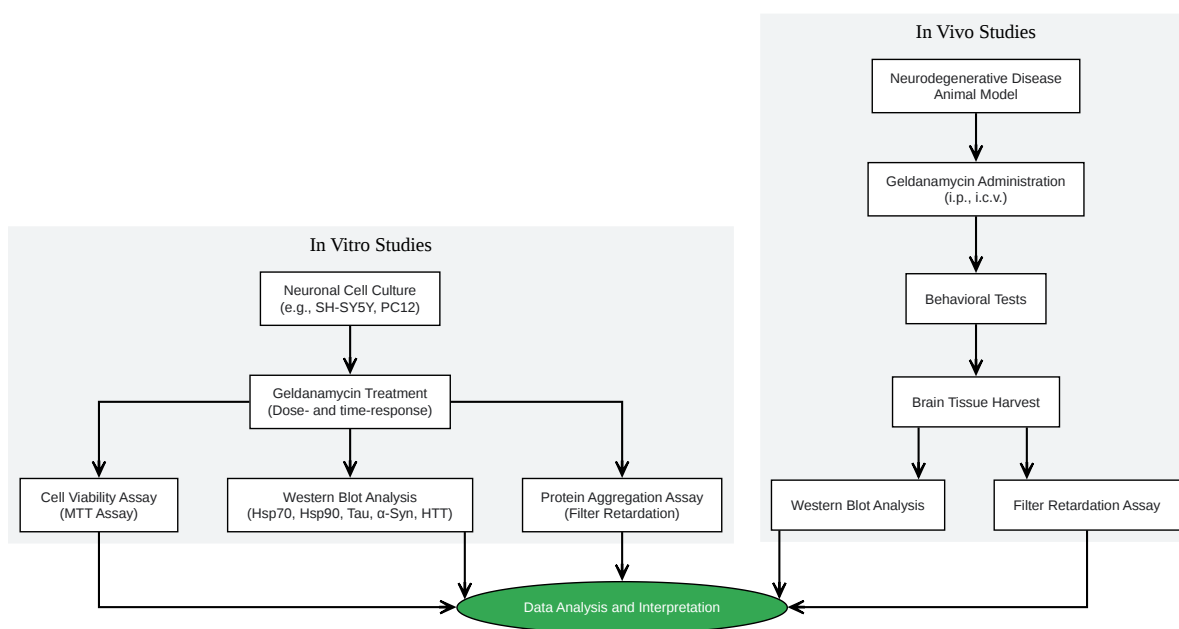 In Vivo Studies
Neurodegenerative Disease
Animal Model
Geldanamycin Administration
(i.p., i.c.v.)
Behavioral Tests
Brain Tissue Harvest
Western Blot Analysis
Filter Retardation Assay
In Vitro Studies
Neuronal Cell Culture
(e.g., SH-SY5Y, PC12)
Geldanamycin Treatment
(Dose- and time-response)
Cell Viability Assay
(MTT Assay)
Western Blot Analysis
(Hsp70, Hsp90, Tau, α-Syn, HTT)
Protein Aggregation Assay
(Filter Retardation)
Data Analysis and Interpretation